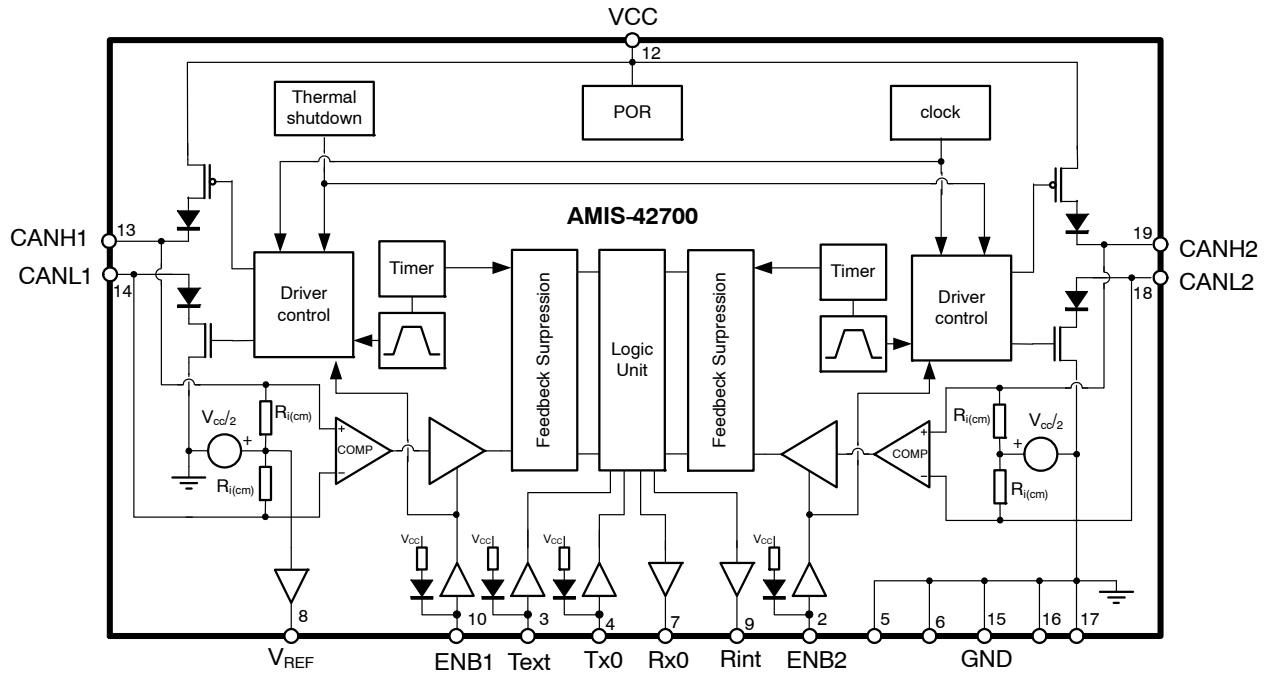 VCC
12
Thermal
shutdown
POR
clock
AMIS-42700
CANH1
13
CANL1
14
19
CANH2
18
CANL2
Timer
Timer
Driver
control
Driver
control
Feedbeck Surpression
Logic
Unit
Feedbeck Surpression
Vcc/2
+
Ri(cm)
Ri(cm)
+
COMP
−
+
COMP
−
Ri(cm)
Vcc/2
+
Ri(cm)
VCC
VCC
VCC
VCC
8
10
3
4
7
9
2
5
6
15
16
17
VREF
ENB1
Text
Tx0
Rx0
Rint
ENB2
GND